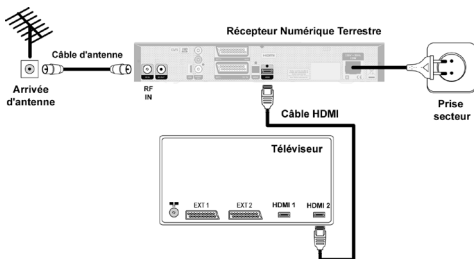 Récepteur Numérique Terrestre
Câble d'antenne
Arrivée
d'antenne
RF
IN
Câble HDMI
Prise
secteur
Téléviseur
EXT 1
EXT 2
HDMI 1
HDMI 2